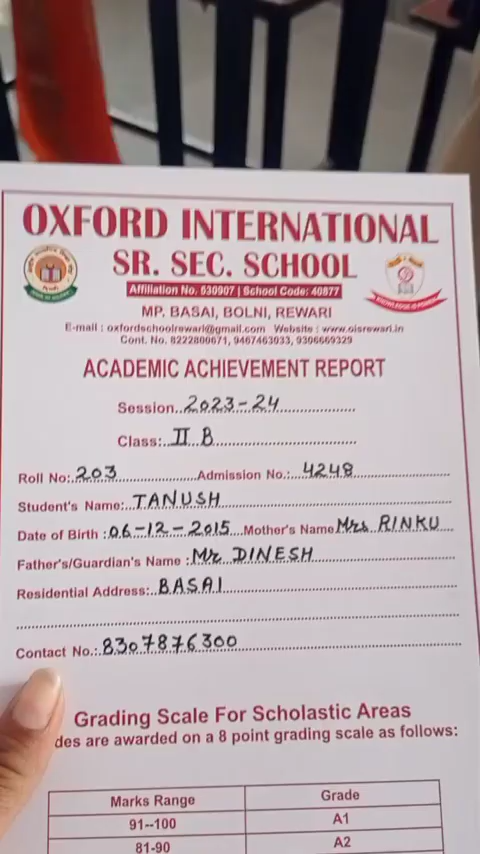 OXFORD INTERNATIONAL
SR. SEC. SCHOOL
Affiliation No. 530907 | School Code: 40877
MP. BASAI, BOLNI, REWARI
E-mail : oxfordschoolrewari@gmail.com Website : www.oisrewari.in
Cont. No. 8222800671, 9467463033, 9306669329
ACADEMIC ACHIEVEMENT REPORT
Session..2023-24
Class:. II B
Roll No:.203 Admission No.:. 4248
Student's Name:. TANUSH
Date of Birth :.06-12-2015 Mother's Name Mrs RINKU
Father's/Guardian's Name :. Mr DINESH
Residential Address:. BASAI
Contact No.:.8307876300
Grading Scale For Scholastic Areas
des are awarded on a 8 point grading scale as follows:
Marks Range Grade
91--100 A1
81-90 A2